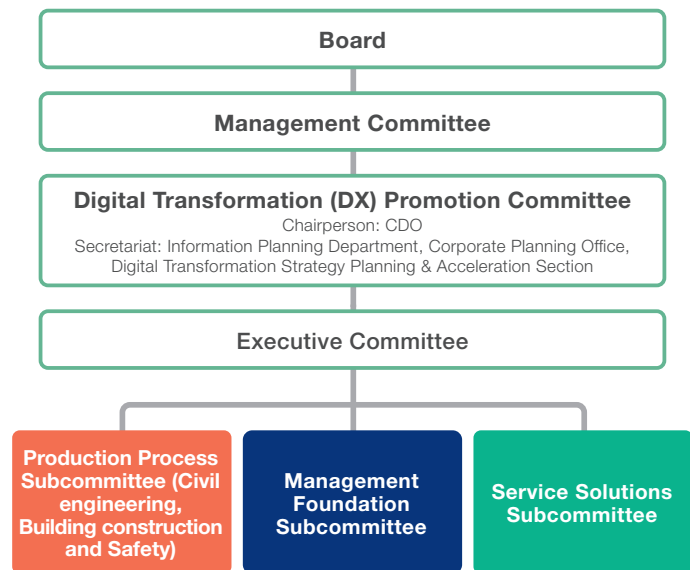 Board
Management Committee
Digital Transformation (DX) Promotion Committee
Chairperson: CDO
Secretariat: Information Planning Department, Corporate Planning Office,
Digital Transformation Strategy Planning & Acceleration Section
Executive Committee
Production Process
Subcommittee (Civil
engineering,
Building construction
and Safety)
Management
Foundation
Subcommittee
Service Solutions
Subcommittee